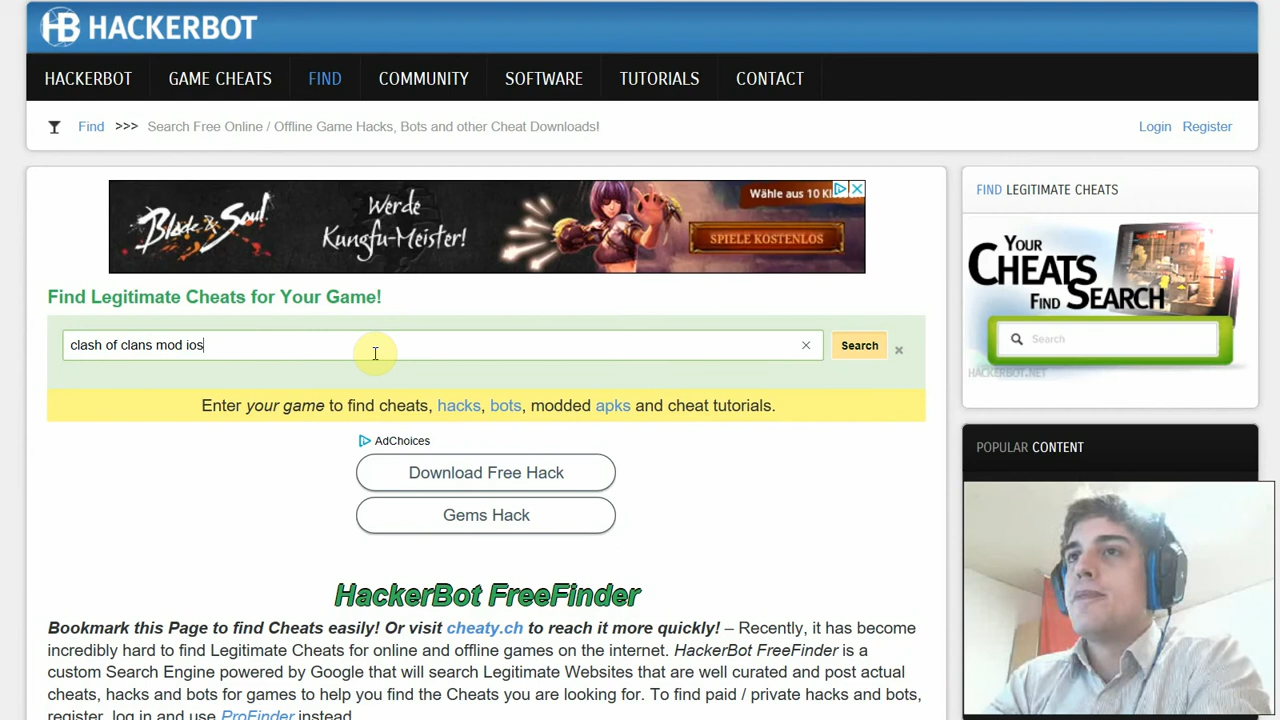 HB HACKERBOT
HACKERBOT GAME CHEATS FIND COMMUNITY SOFTWARE TUTORIALS CONTACT
Find >>> Search Free Online / Offline Game Hacks, Bots and other Cheat Downloads!
Login Register
Blade & Soul
Werde
Kungfu-Meister!
Wähle aus 10
SPIELE KOSTENLOS
Find Legitimate Cheats for Your Game!
clash of clans mod ios
Search
Enter your game to find cheats, hacks, bots, modded apks and cheat tutorials.
AdChoices
Download Free Hack
Gems Hack
HackerBot FreeFinder
Bookmark this Page to find Cheats easily! Or visit cheaty.ch to reach it more quickly! – Recently, it has become
incredibly hard to find Legitimate Cheats for online and offline games on the internet. HackerBot FreeFinder is a
custom Search Engine powered by Google that will search Legitimate Websites that are well curated and post actual
cheats, hacks and bots for games to help you find the Cheats you are looking for. To find paid / private hacks and bots,
register, log in and use ProFinder instead.
FIND LEGITIMATE CHEATS
YOUR
CHEATS
FIND SEARCH
Search
HACKERBOT.NET
POPULAR CONTENT